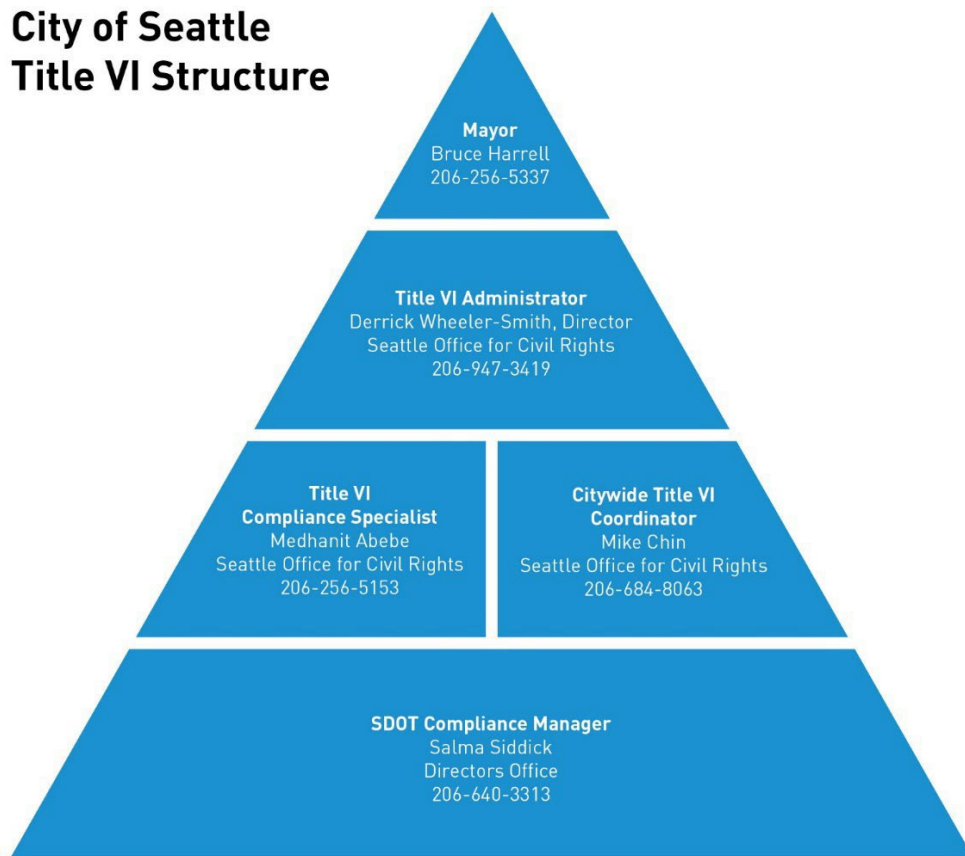 City of Seattle
Title VI Structure
Mayor
Bruce Harrell
206-256-5337
Title VI Administrator
Derrick Wheeler-Smith, Director
Seattle Office for Civil Rights
206-947-3419
Title VI
Compliance Specialist
Medhanit Abebe
Seattle Office for Civil Rights
206-256-5153
Citywide Title VI
Coordinator
Mike Chin
Seattle Office for Civil Rights
206-684-8063
SDOT Compliance Manager
Salma Siddick
Directors Office
206-640-3313